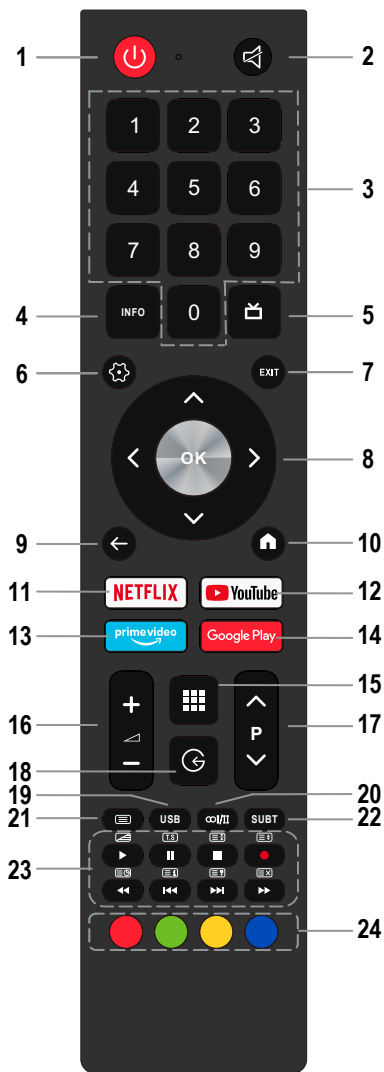 1 2
1 2 3
4 5 6 3
7 8 9
4 INFO 0 5
6 EXIT 7
OK 8
9 10
11 NETFLIX YouTube 12
13 prime video Google Play 14
15
16 + P 17
18 −
19 20
21 USB I/II SUBT 22
T.S
23
24